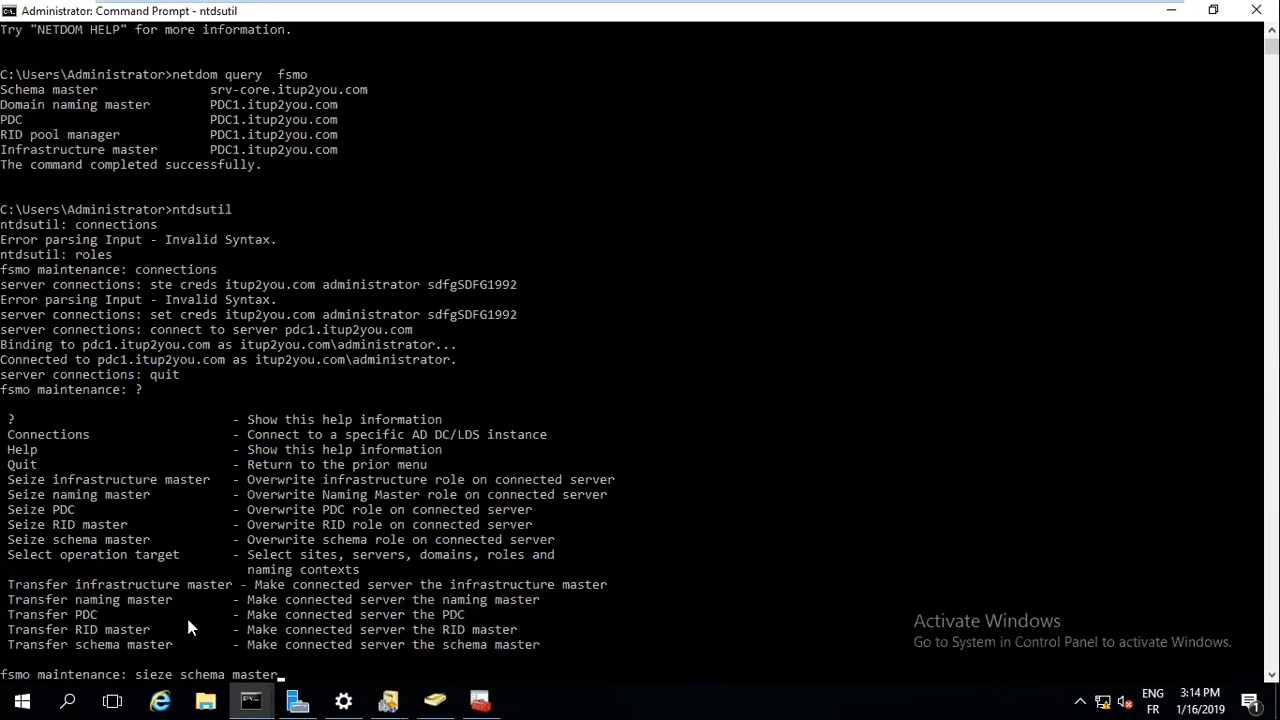 Administrator: Command Prompt - ntdsutil
Try "NETDOM HELP" for more information.
C:\Users\Administrator>netdom query  fsmo
Schema master               srv-core.itup2you.com
Domain naming master        PDC1.itup2you.com
PDC                         PDC1.itup2you.com
RID pool manager            PDC1.itup2you.com
Infrastructure master       PDC1.itup2you.com
The command completed successfully.
C:\Users\Administrator>ntdsutil
ntdsutil: connections
Error parsing Input - Invalid Syntax.
ntdsutil: roles
fsmo maintenance: connections
server connections: ste creds itup2you.com administrator sdfgSDFG1992
Error parsing Input - Invalid Syntax.
server connections: set creds itup2you.com administrator sdfgSDFG1992
server connections: connect to server pdc1.itup2you.com
Binding to pdc1.itup2you.com as itup2you.com\administrator...
Connected to pdc1.itup2you.com as itup2you.com\administrator.
server connections: quit
fsmo maintenance: ?
?                             - Show this help information
Connections                   - Connect to a specific AD DC/LDS instance
Help                          - Show this help information
Quit                          - Return to the prior menu
Seize infrastructure master   - Overwrite infrastructure role on connected server
Seize naming master           - Overwrite Naming Master role on connected server
Seize PDC                     - Overwrite PDC role on connected server
Seize RID master              - Overwrite RID role on connected server
Seize schema master           - Overwrite schema role on connected server
Select operation target       - Select sites, servers, domains, roles and
naming contexts
Transfer infrastructure master - Make connected server the infrastructure master
Transfer naming master        - Make connected server the naming master
Transfer PDC                  - Make connected server the PDC
Transfer RID master           - Make connected server the RID master
Transfer schema master        - Make connected server the schema master
fsmo maintenance: sieze schema master_
Activate Windows
Go to System in Control Panel to activate Windows.
ENG
FR
3:14 PM
1/16/2019
1